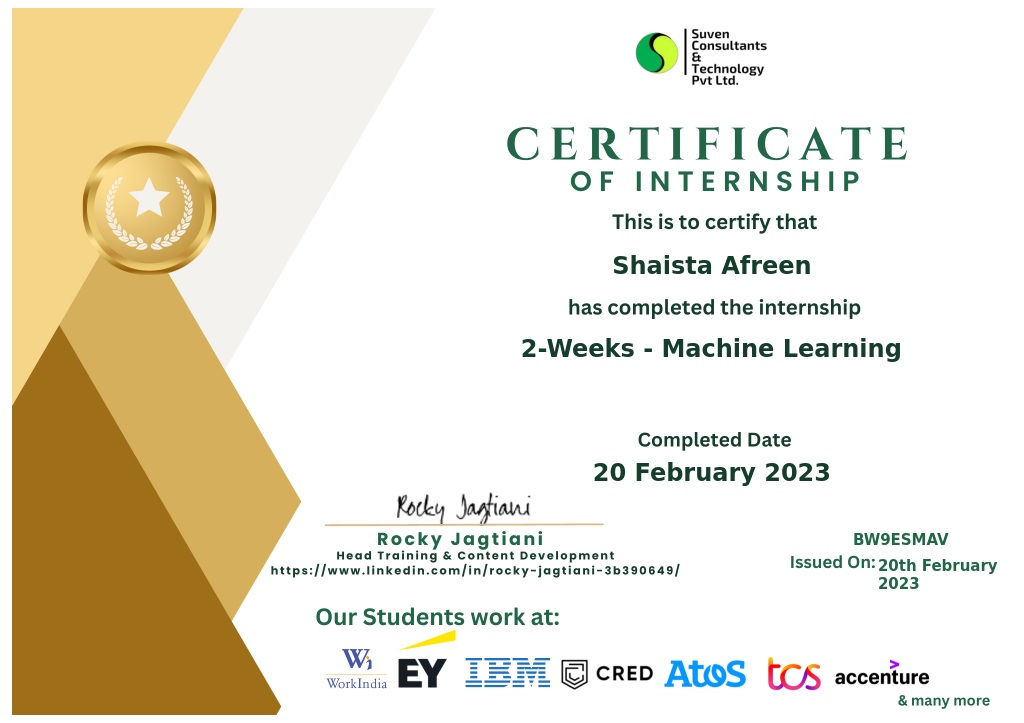 Suven
Consultants
&
Technology
Pvt Ltd.
CERTIFICATE
OF INTERNSHIP
This is to certify that
Shaista Afreen
has completed the internship
2-Weeks - Machine Learning
Completed Date
20 February 2023
Rocky Jagtiani
Rocky Jagtiani
Head Training & Content Development
https://www.linkedin.com/in/rocky-jagtiani-3b390649/
BW9ESMAV
Issued On: 20th February
2023
Our Students work at:
WorkIndia EY IBM CRED Atos tcs accenture
& many more